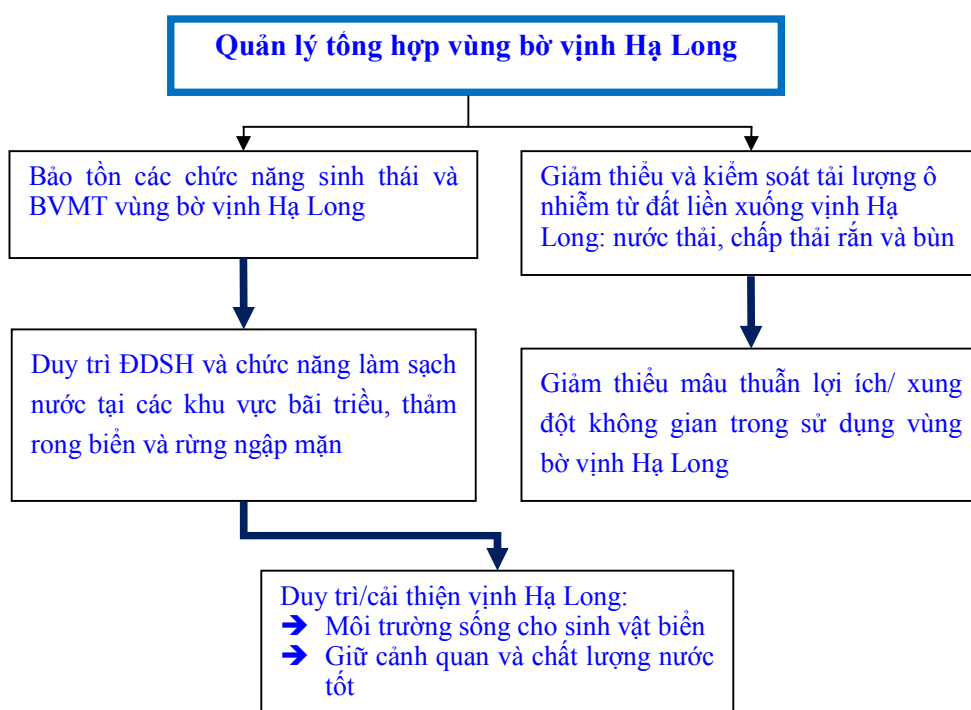 Quản lý tổng hợp vùng bờ vịnh Hạ Long
Bảo tồn các chức năng sinh thái và
BVMT vùng bờ vịnh Hạ Long
Giảm thiểu và kiểm soát tải lượng ô
nhiễm từ đất liền xuống vịnh Hạ
Long: nước thải, chấp thải rắn và bùn
Duy trì ĐDSH và chức năng làm sạch
nước tại các khu vực bãi triều, thảm
rong biển và rừng ngập mặn
Giảm thiểu mâu thuẫn lợi ích/ xung
đột không gian trong sử dụng vùng
bờ vịnh Hạ Long
Duy trì/cải thiện vịnh Hạ Long:
➔ Môi trường sống cho sinh vật biển
➔ Giữ cảnh quan và chất lượng nước
tốt